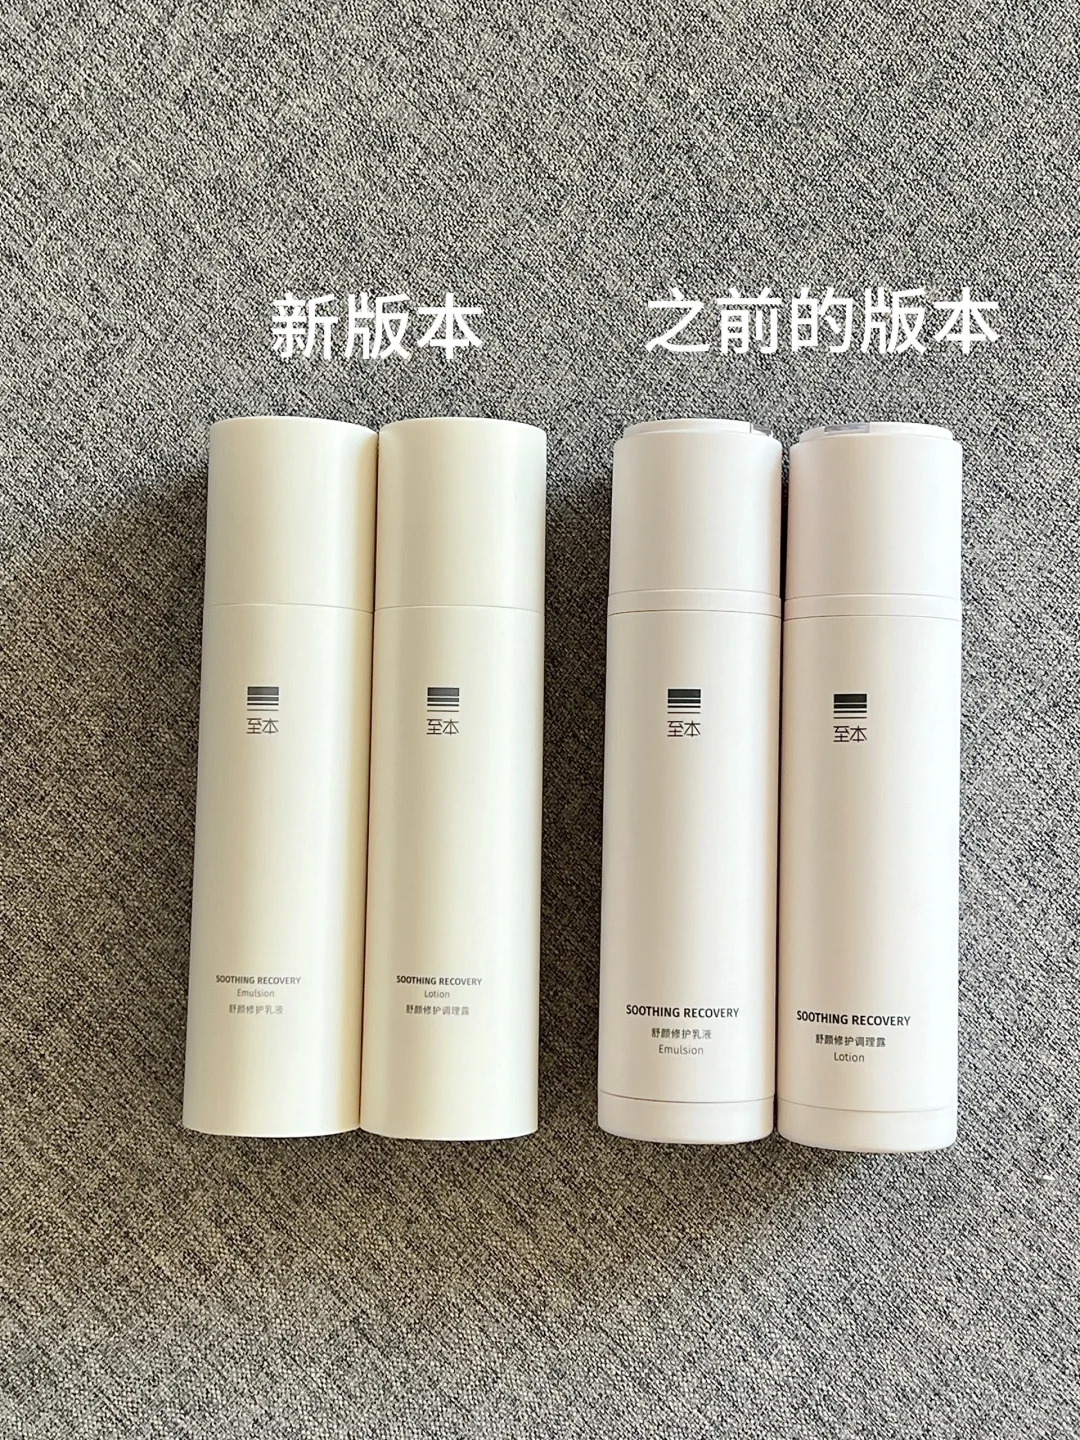 新版本
之前的版本
至本
SOOTHING RECOVERY
Emulsion
舒颜修护乳液
至本
SOOTHING RECOVERY
Lotion
舒颜修护调理露
至本
SOOTHING RECOVERY
舒颜修护乳液
Emulsion
至本
SOOTHING RECOVERY
舒颜修护调理露
Lotion